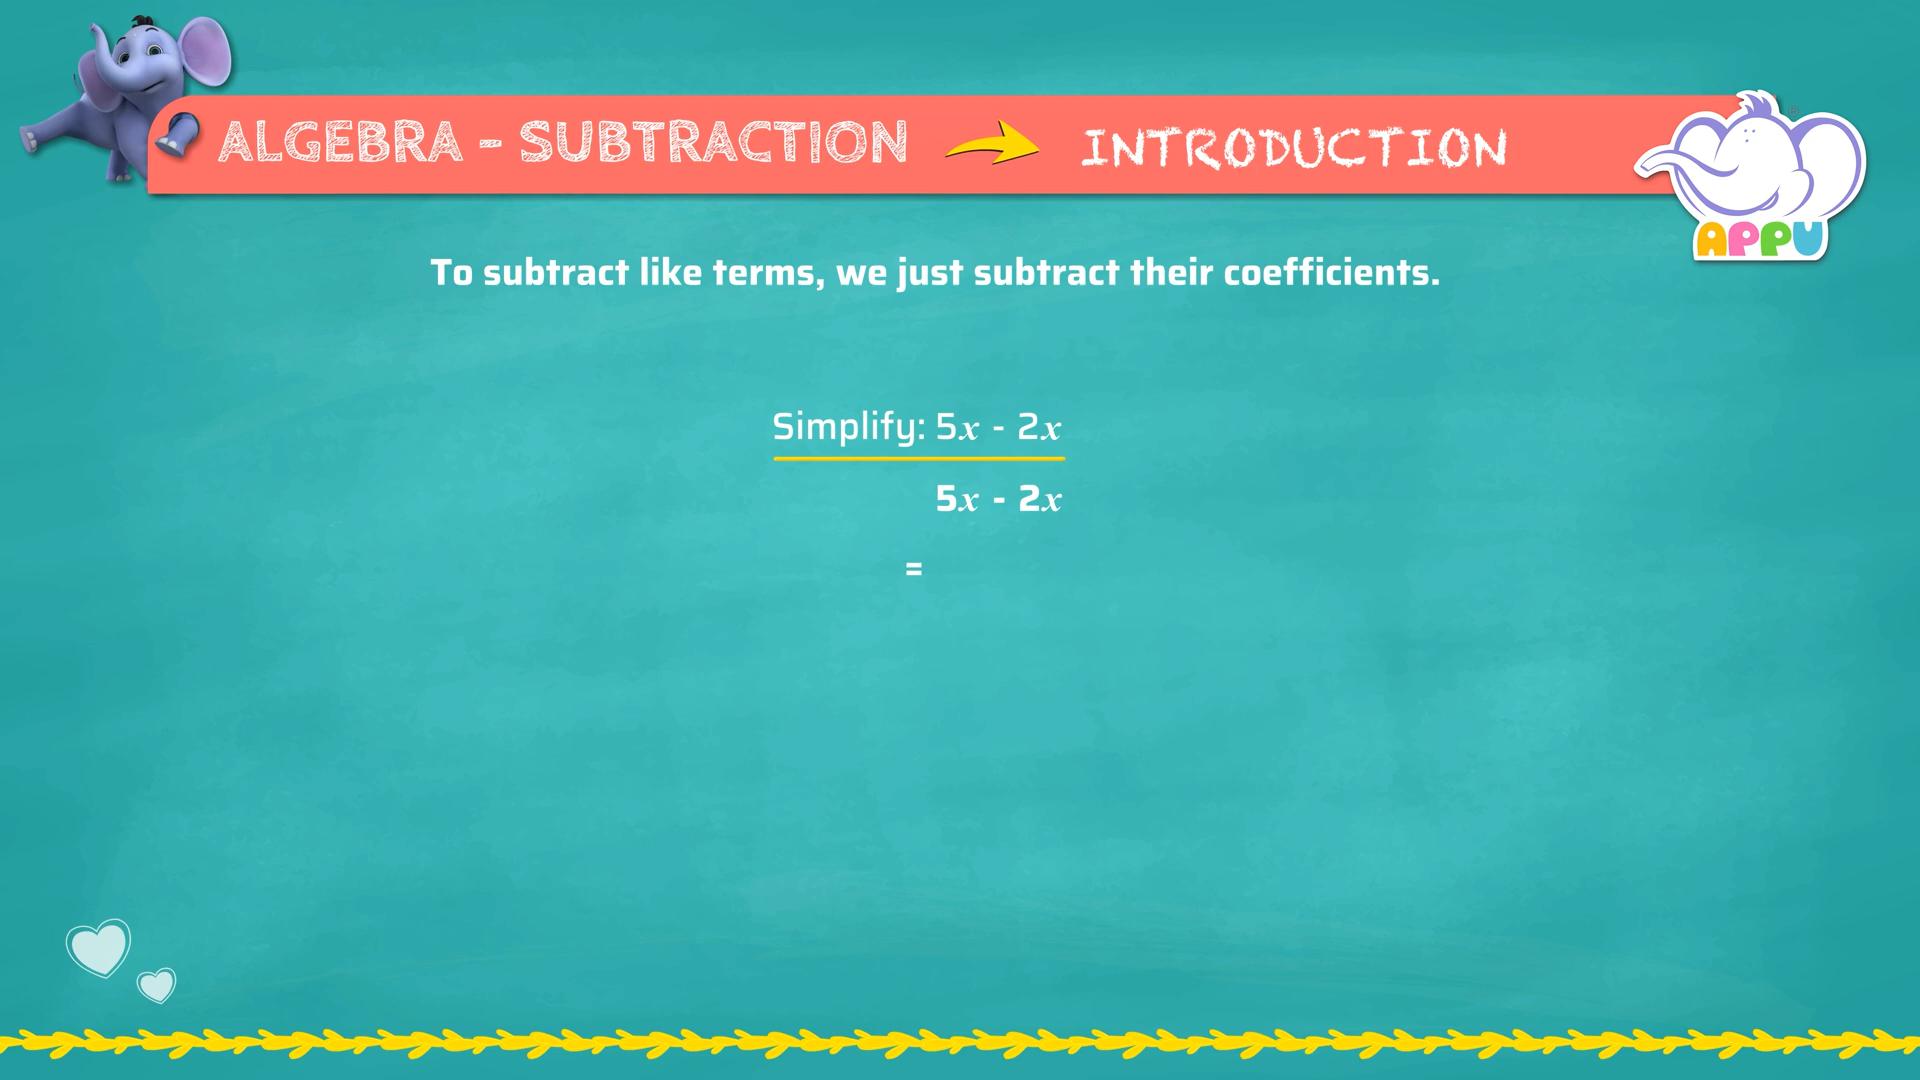 ALGEBRA - SUBTRACTION INTRODUCTION
APPU
To subtract like terms, we just subtract their coefficients.
Simplify: 5x - 2x
5x - 2x
=